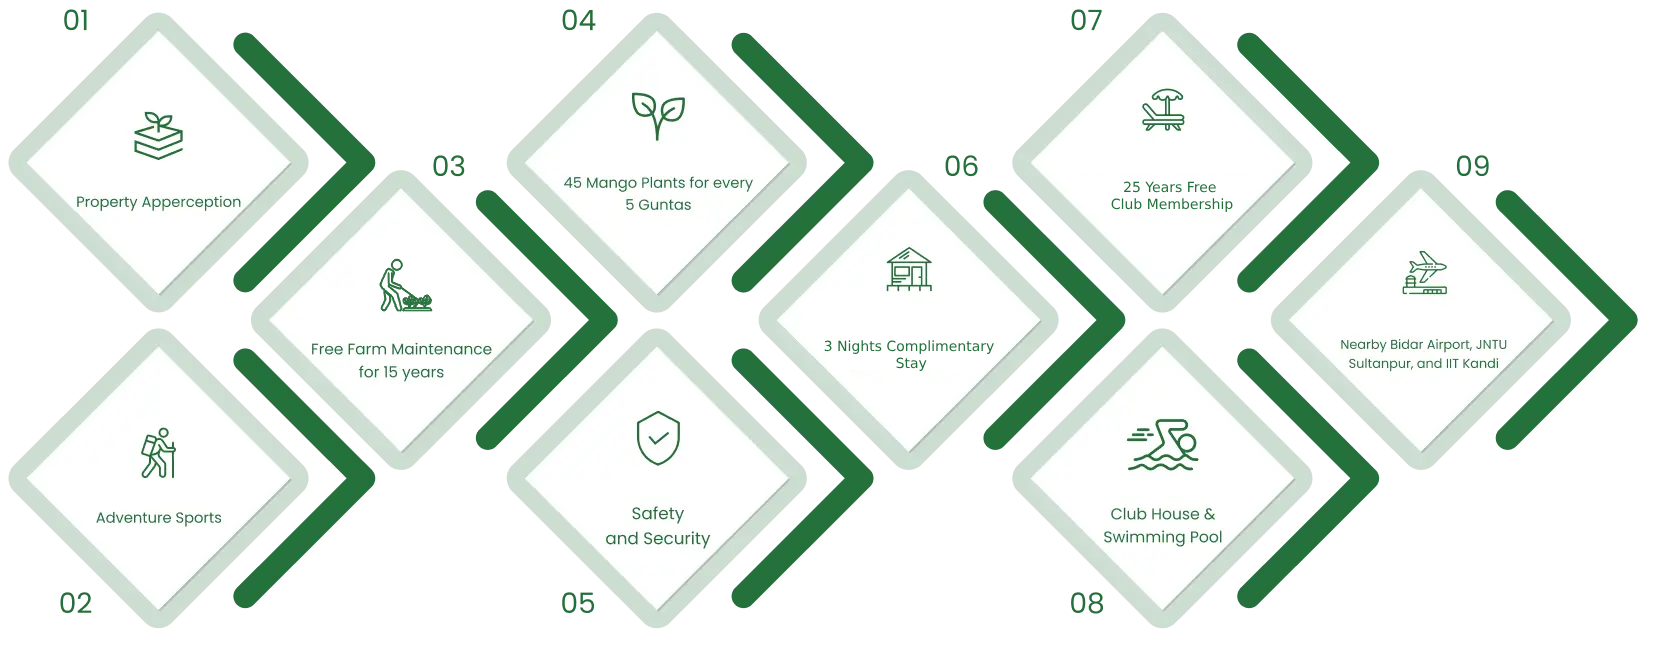 01
Property Apperception
02
Adventure Sports
03
Free Farm Maintenance
for 15 years
04
45 Mango Plants for every
5 Guntas
05
Safety
and Security
06
3 Nights Complimentary
Stay
07
25 Years Free
Club Membership
08
Club House &
Swimming Pool
09
Nearby Bidar Airport, JNTU
Sultanpur, and IIT Kandi